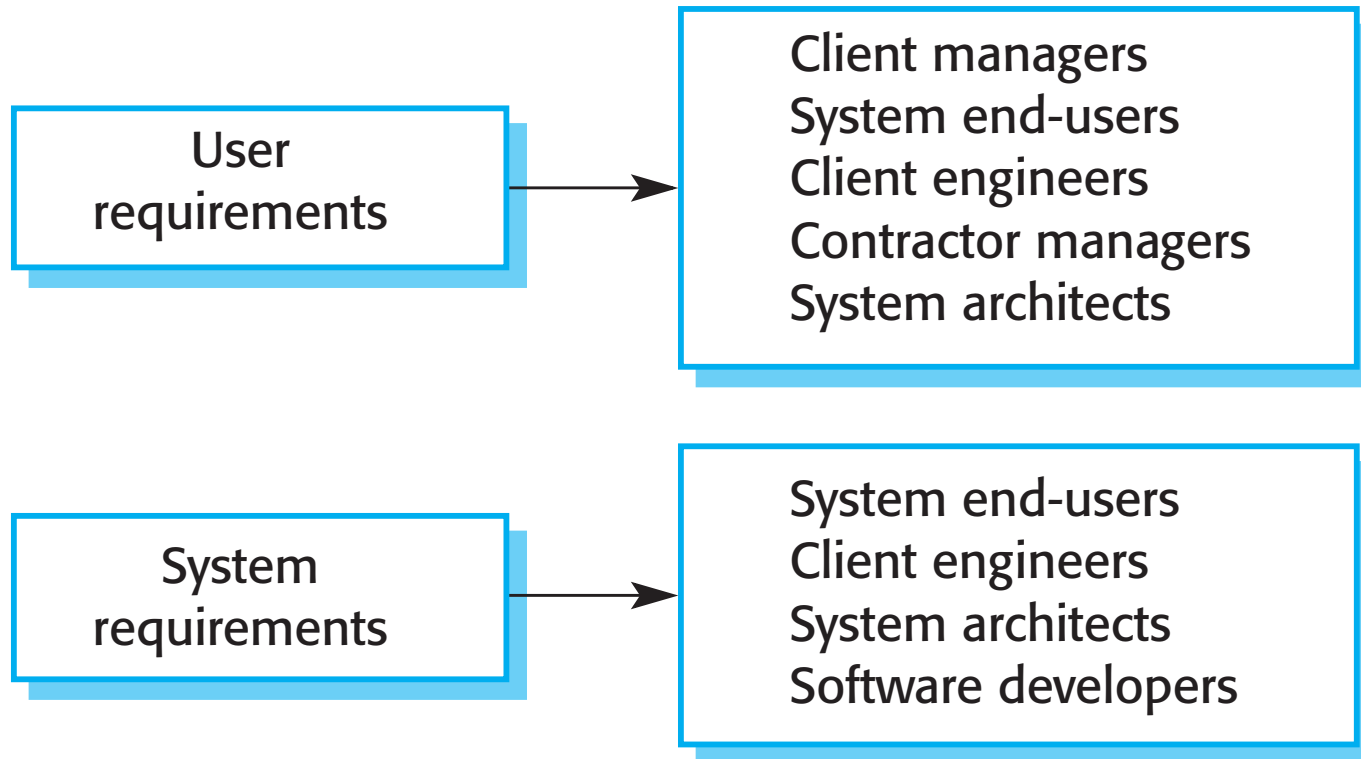 User
requirements
Client managers
System end-users
Client engineers
Contractor managers
System architects
System
requirements
System end-users
Client engineers
System architects
Software developers